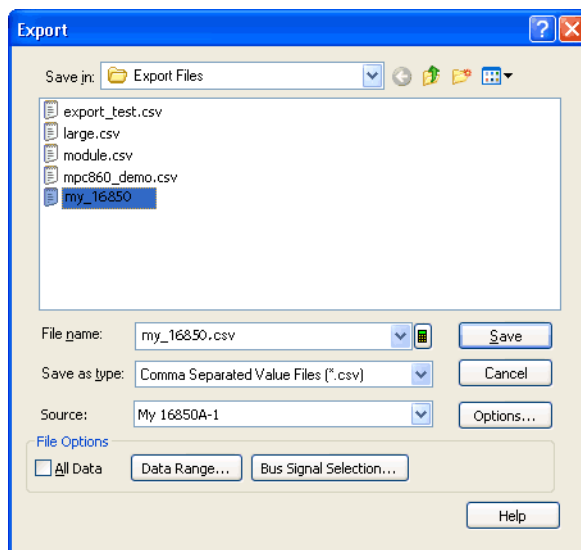 Export
Save in: Export Files
export_test.csv
large.csv
module.csv
mpc860_demo.csv
my_16850
File name: my_16850.csv Save
Save as type: Comma Separated Value Files (*.csv) Cancel
Source: My 16850A-1 Options...
File Options
All Data Data Range... Bus Signal Selection...
Help